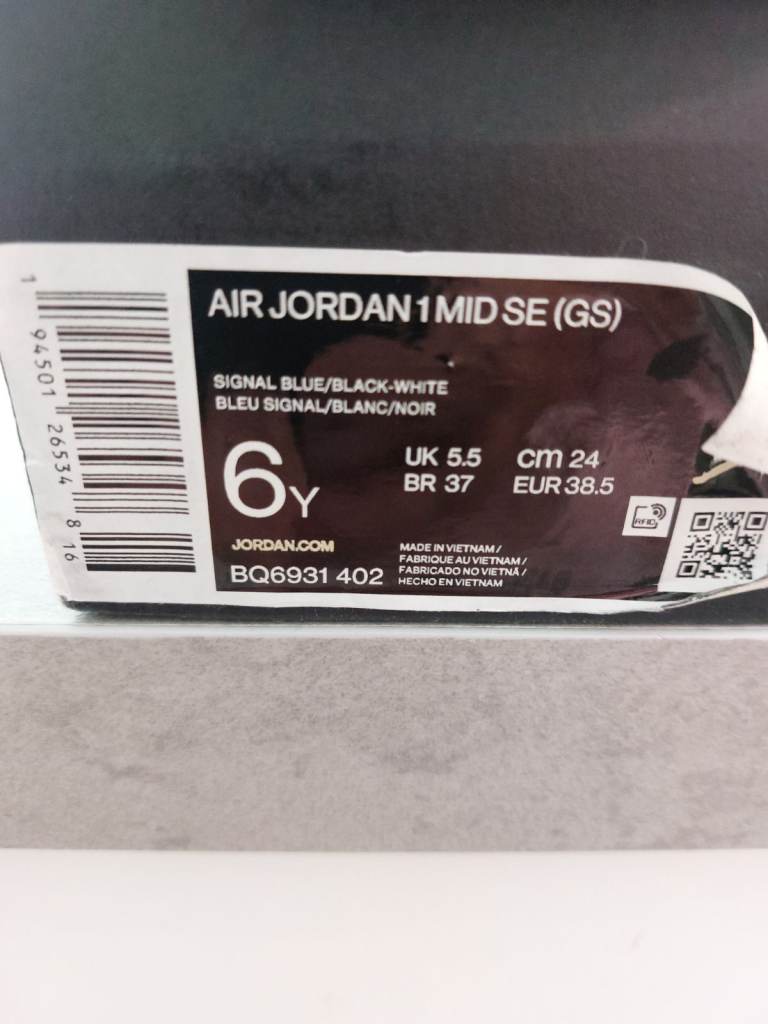 AIR JORDAN 1 MID SE (GS)
SIGNAL BLUE/BLACK-WHITE
BLEU SIGNAL/BLANC/NOIR
6Y
UK 5.5 cm 24
BR 37 EUR 38.5
RFID
JORDAN.COM
BQ6931 402
MADE IN VIETNAM /
FABRIQUE AU VIETNAM /
FABRICADO NO VIETNÃ /
HECHO EN VIETNAM
1 94501 26534 8 16